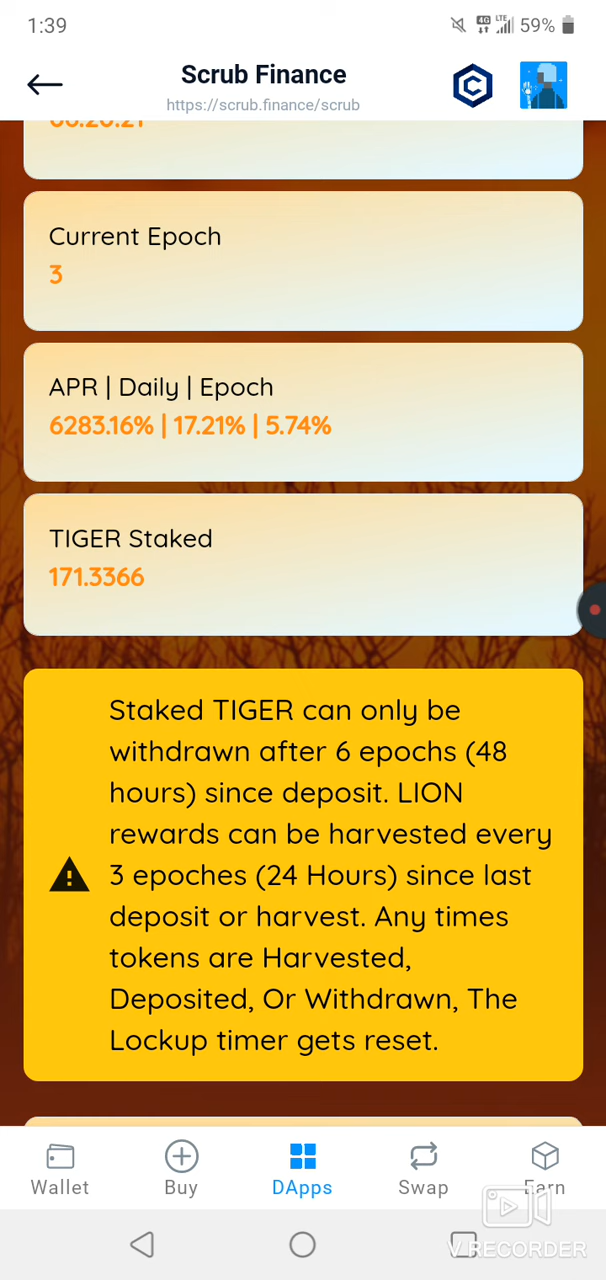 1:39
4G LTE 59%
Scrub Finance
https://scrub.finance/scrub
Current Epoch
3
APR | Daily | Epoch
6283.16% | 17.21% | 5.74%
TIGER Staked
171.3366
Staked TIGER can only be
withdrawn after 6 epochs (48
hours) since deposit. LION
rewards can be harvested every
3 epoches (24 Hours) since last
deposit or harvest. Any times
tokens are Harvested,
Deposited, Or Withdrawn, The
Lockup timer gets reset.
Wallet Buy DApps Swap Earn
V RECORDER